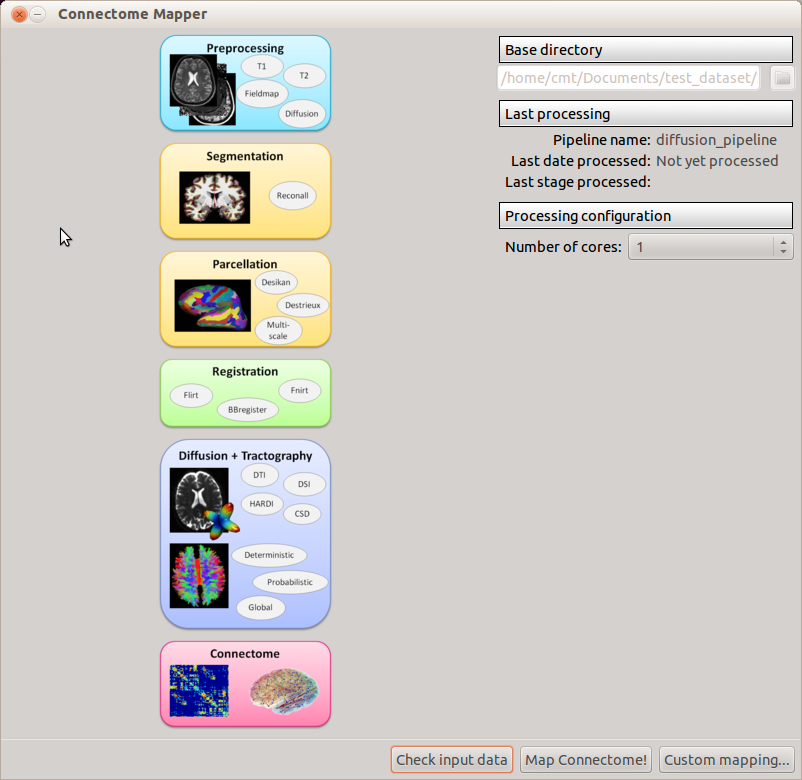 Connectome Mapper
Preprocessing
T1
T2
Fieldmap
Diffusion
Segmentation
Reconall
Parcellation
Desikan
Destrieux
Multi-
scale
Registration
Flirt
Fnirt
BBregister
Diffusion + Tractography
DTI
DSI
HARDI
CSD
Deterministic
Probabilistic
Global
Connectome
Base directory
/home/cmt/Documents/test_dataset/
Last processing
Pipeline name: diffusion_pipeline
Last date processed: Not yet processed
Last stage processed:
Processing configuration
Number of cores: 1
Check input data
Map Connectome!
Custom mapping...